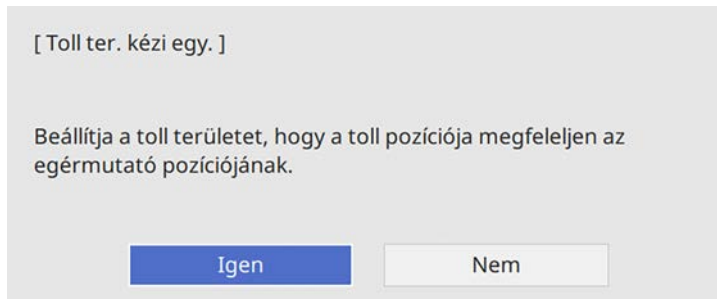 [ Toll ter. kézi egy. ]
Beállítja a toll területet, hogy a toll pozíciója megfeleljen az
egérmutató pozíciójának.
Igen
Nem